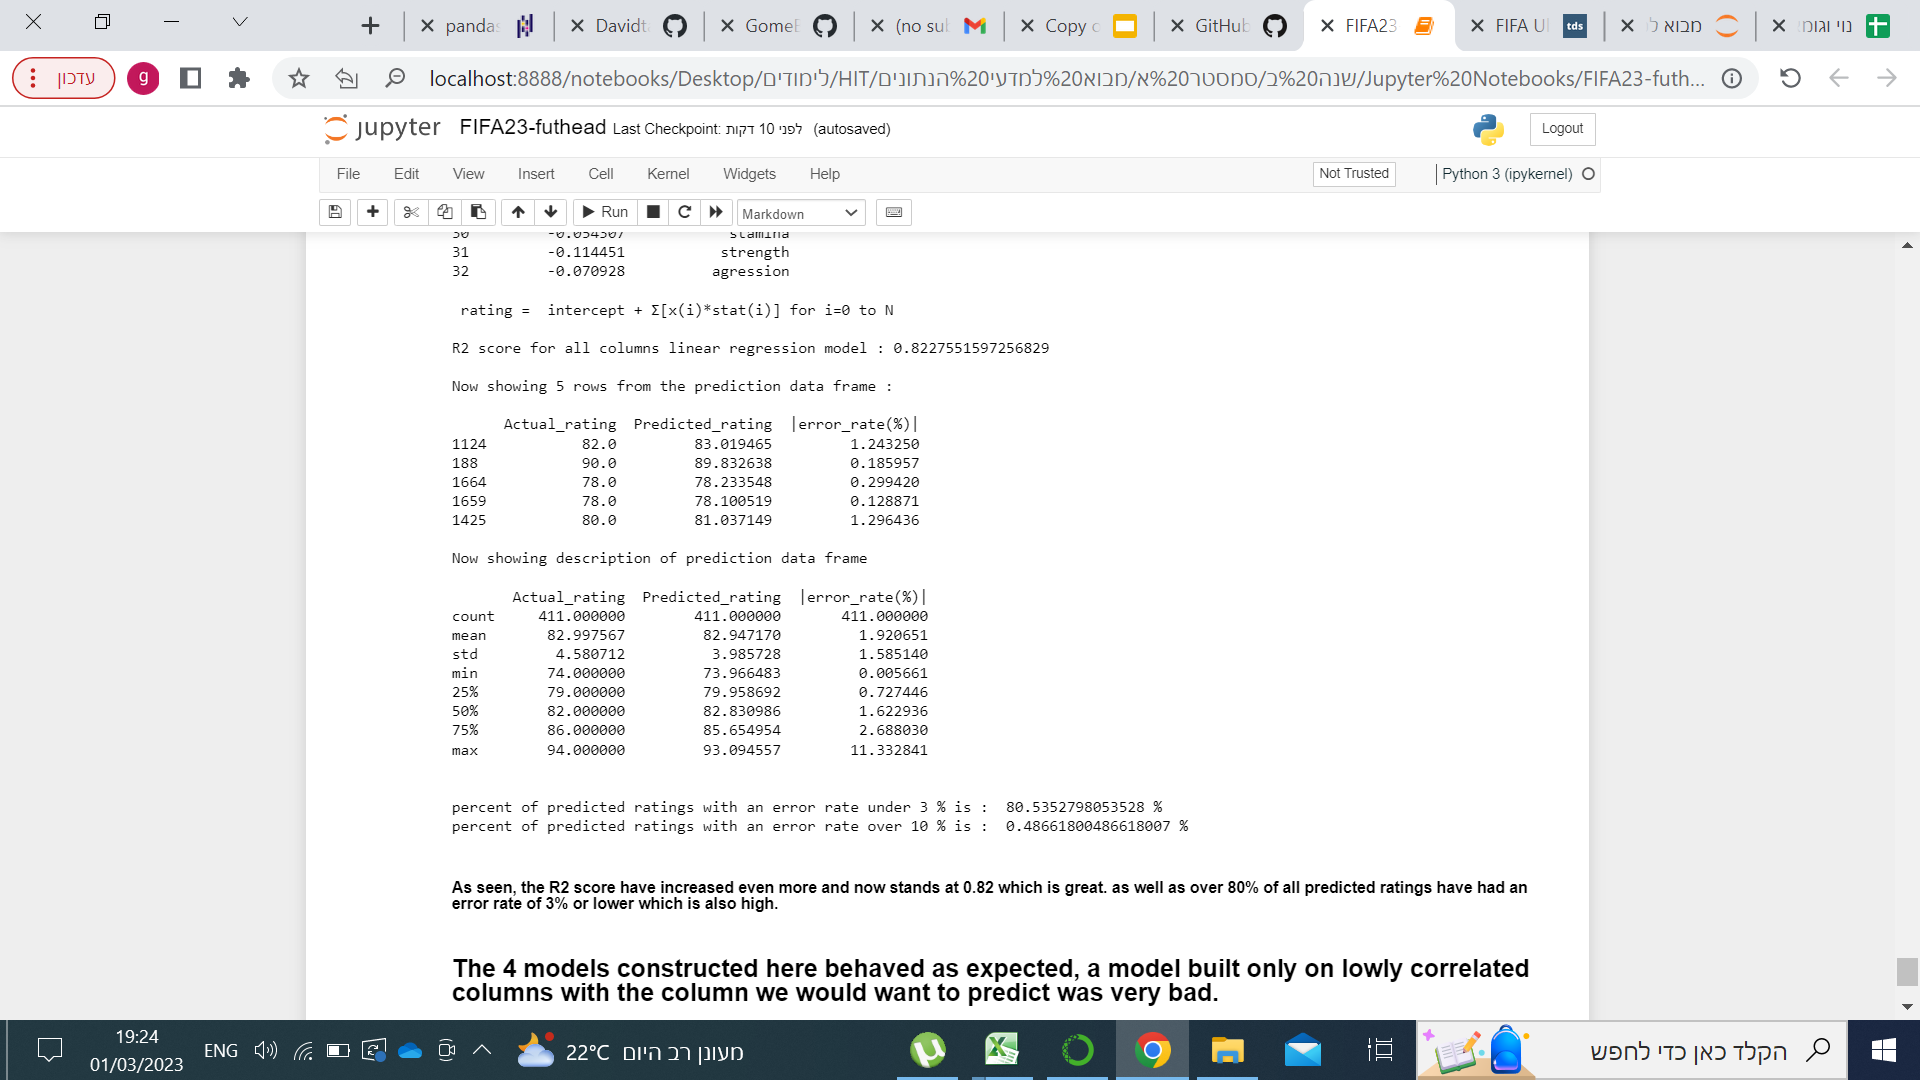 pandas
Davidt
GomeE
(no sul
Copy o
GitHub
FIFA23
FIFA Ul
tds
מבוא ל
נוי וגומי
עדכון
g
localhost:8888/notebooks/Desktop/לימודים/HIT/שנה%20ב/סמסטר%20א/מבוא%20למדעי%20הנתונים/Jupyter%20Notebooks/FIFA23-futh...
jupyter FIFA23-futhead Last Checkpoint: לפני 10 דקות (autosaved)
Logout
File Edit View Insert Cell Kernel Widgets Help
Not Trusted
Python 3 (ipykernel)
Run
Markdown
30 -0.054307 stamina
31 -0.114451 strength
32 -0.070928 agression
rating = intercept + Σ[x(i)*stat(i)] for i=0 to N
R2 score for all columns linear regression model : 0.8227551597256829
Now showing 5 rows from the prediction data frame :
Actual_rating Predicted_rating |error_rate(%)|
1124 82.0 83.019465 1.243250
188 90.0 89.832638 0.185957
1664 78.0 78.233548 0.299420
1659 78.0 78.100519 0.128871
1425 80.0 81.037149 1.296436
Now showing description of prediction data frame
Actual_rating Predicted_rating |error_rate(%)|
count 411.000000 411.000000 411.000000
mean 82.997567 82.947170 1.920651
std 4.580712 3.985728 1.585140
min 74.000000 73.966483 0.005661
25% 79.000000 79.958692 0.727446
50% 82.000000 82.830986 1.622936
75% 86.000000 85.654954 2.688030
max 94.000000 93.094557 11.332841
percent of predicted ratings with an error rate under 3 % is : 80.5352798053528 %
percent of predicted ratings with an error rate over 10 % is : 0.48661800486618007 %
As seen, the R2 score have increased even more and now stands at 0.82 which is great. as well as over 80% of all predicted ratings have had an
error rate of 3% or lower which is also high.
The 4 models constructed here behaved as expected, a model built only on lowly correlated
columns with the column we would want to predict was very bad.
19:24
01/03/2023
ENG
22°C מעונן רב היום
הקלד כאן כדי לחפש